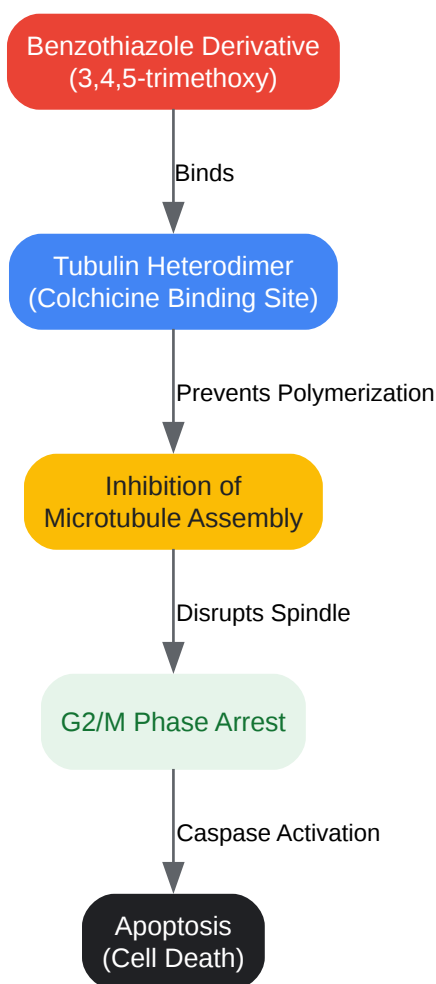 Benzothiazole Derivative
(3,4,5-trimethoxy)
Binds
Tubulin Heterodimer
(Colchicine Binding Site)
Prevents Polymerization
Inhibition of
Microtubule Assembly
Disrupts Spindle
G2/M Phase Arrest
Caspase Activation
Apoptosis
(Cell Death)